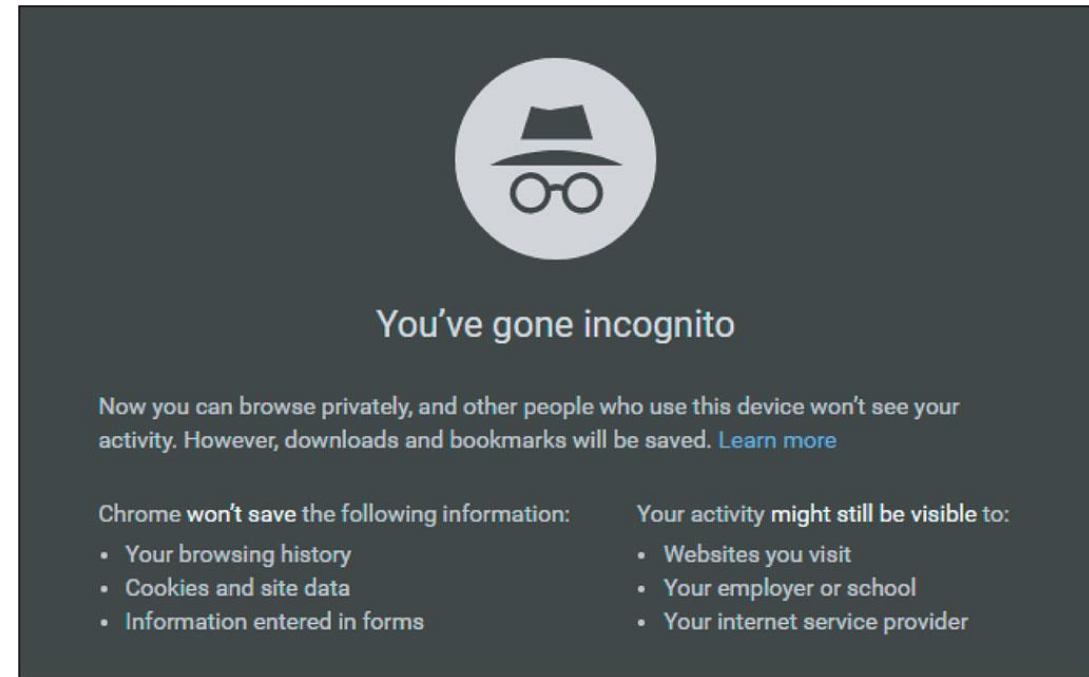 You’ve gone incognito
Now you can browse privately, and other people who use this device won’t see your
activity. However, downloads and bookmarks will be saved. Learn more
Chrome won’t save the following information:
• Your browsing history
• Cookies and site data
• Information entered in forms
Your activity might still be visible to:
• Websites you visit
• Your employer or school
• Your internet service provider